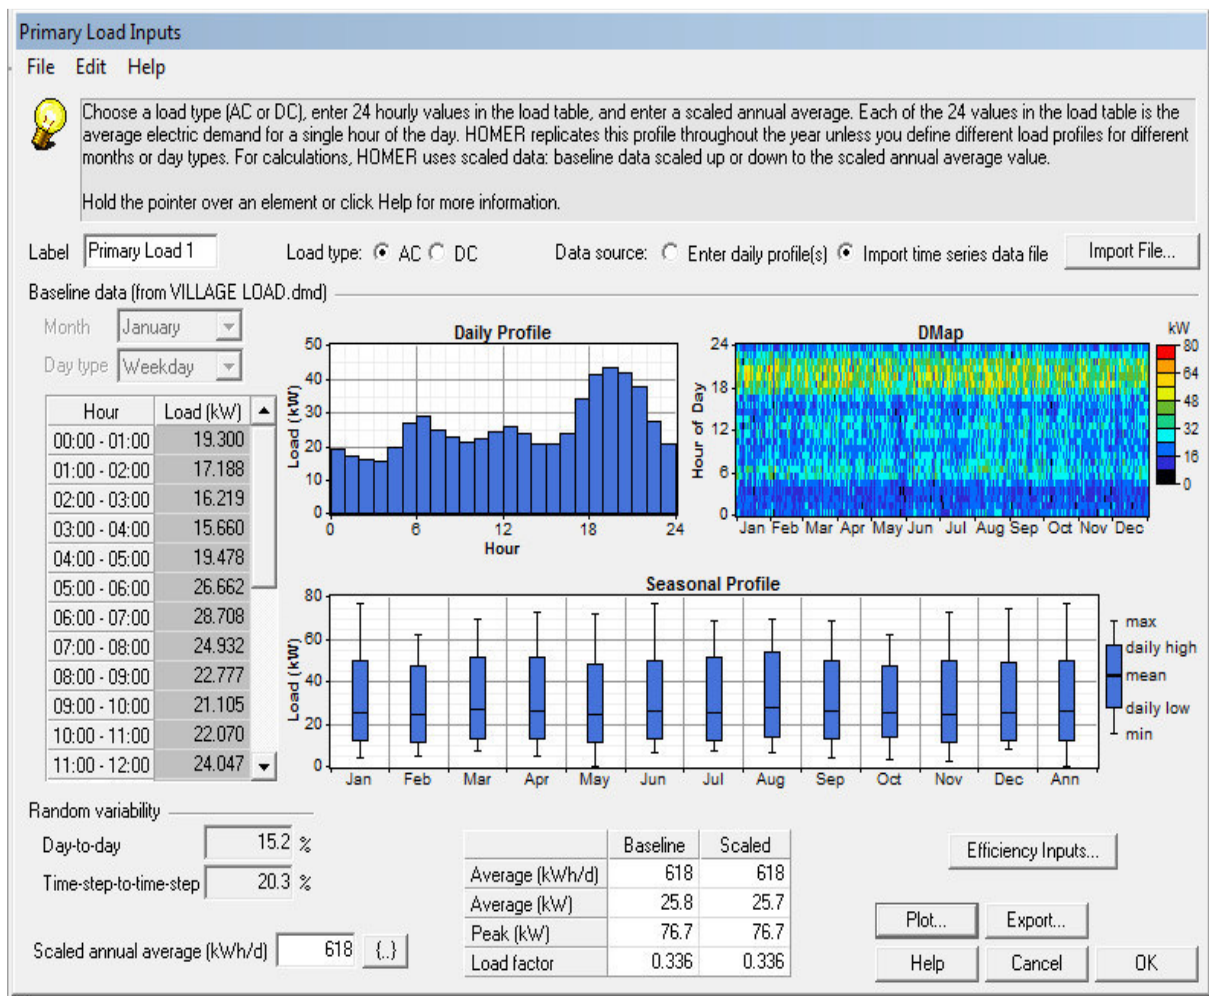 Primary Load Inputs
File Edit Help
Choose a load type (AC or DC), enter 24 hourly values in the load table, and enter a scaled annual average. Each of the 24 values in the load table is the
average electric demand for a single hour of the day. HOMER replicates this profile throughout the year unless you define different load profiles for different
months or day types. For calculations, HOMER uses scaled data: baseline data scaled up or down to the scaled annual average value.
Hold the pointer over an element or click Help for more information.
Label Primary Load 1 Load type: AC DC Data source: Enter daily profile(s) Import time series data file Import File...
Baseline data (from VILLAGE LOAD.dmd)
Month January
Day type Weekday
Hour Load (kW)
00:00 - 01:00 19.300
01:00 - 02:00 17.188
02:00 - 03:00 16.219
03:00 - 04:00 15.660
04:00 - 05:00 19.478
05:00 - 06:00 26.662
06:00 - 07:00 28.708
07:00 - 08:00 24.932
08:00 - 09:00 22.777
09:00 - 10:00 21.105
10:00 - 11:00 22.070
11:00 - 12:00 24.047
Daily Profile
Load (kW)
50
40
30
20
10
0
0 6 12 18 24
Hour
DMap
Hour of Day
24
18
12
6
0
Jan Feb Mar Apr May Jun Jul Aug Sep Oct Nov Dec
kW
80
64
48
32
16
0
Seasonal Profile
Load (kW)
80
60
40
20
0
Jan Feb Mar Apr May Jun Jul Aug Sep Oct Nov Dec Ann
max
daily high
mean
daily low
min
Random variability
Day-to-day 15.2 %
Time-step-to-time-step 20.3 %
Scaled annual average (kWh/d) 618 {..}
Baseline Scaled
Average (kWh/d) 618 618
Average (kW) 25.8 25.7
Peak (kW) 76.7 76.7
Load factor 0.336 0.336
Efficiency Inputs...
Plot... Export...
Help Cancel OK